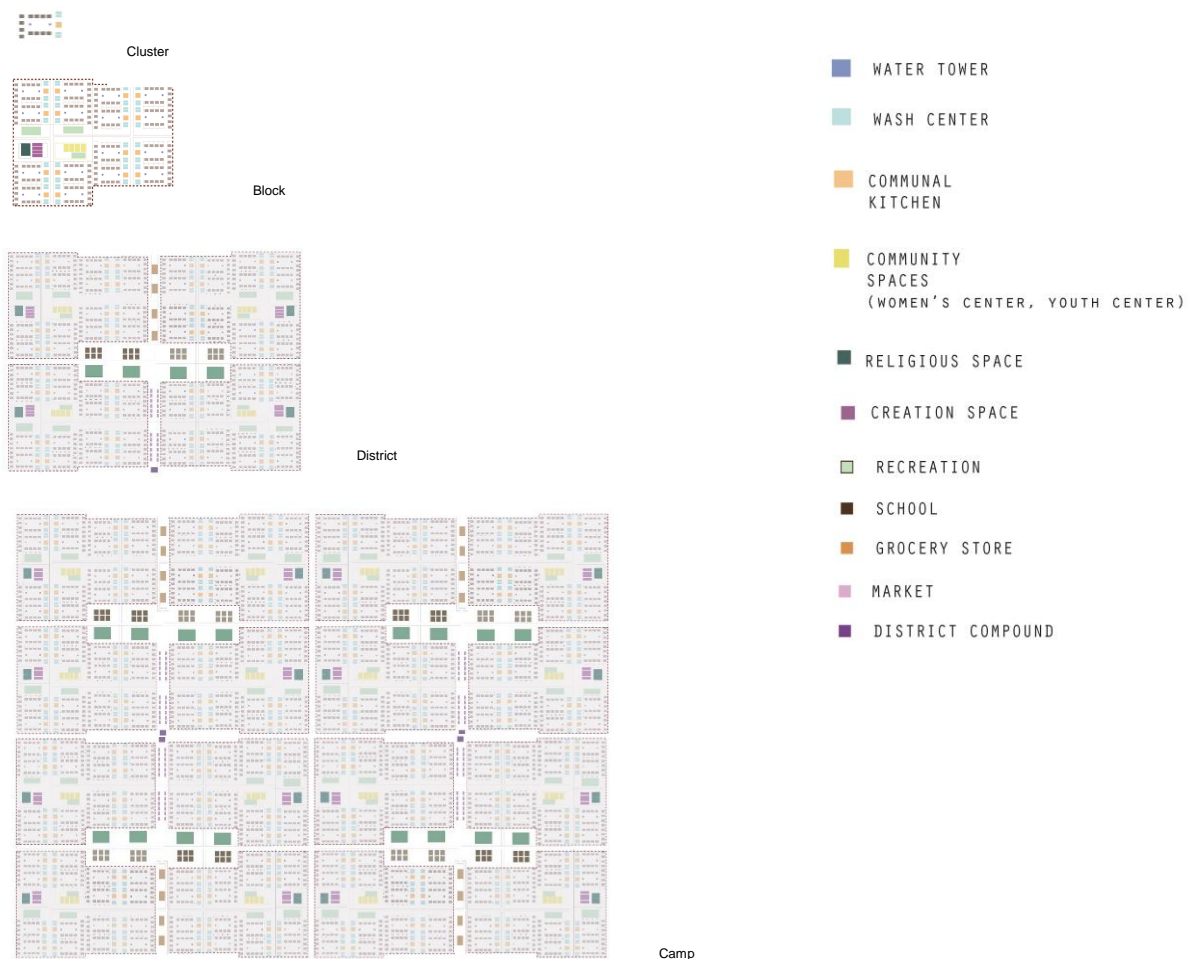 Cluster
Block
District
Camp
WATER TOWER
WASH CENTER
COMMUNAL
KITCHEN
COMMUNITY
SPACES
(WOMEN'S CENTER, YOUTH CENTER)
RELIGIOUS SPACE
CREATION SPACE
RECREATION
SCHOOL
GROCERY STORE
MARKET
DISTRICT COMPOUND